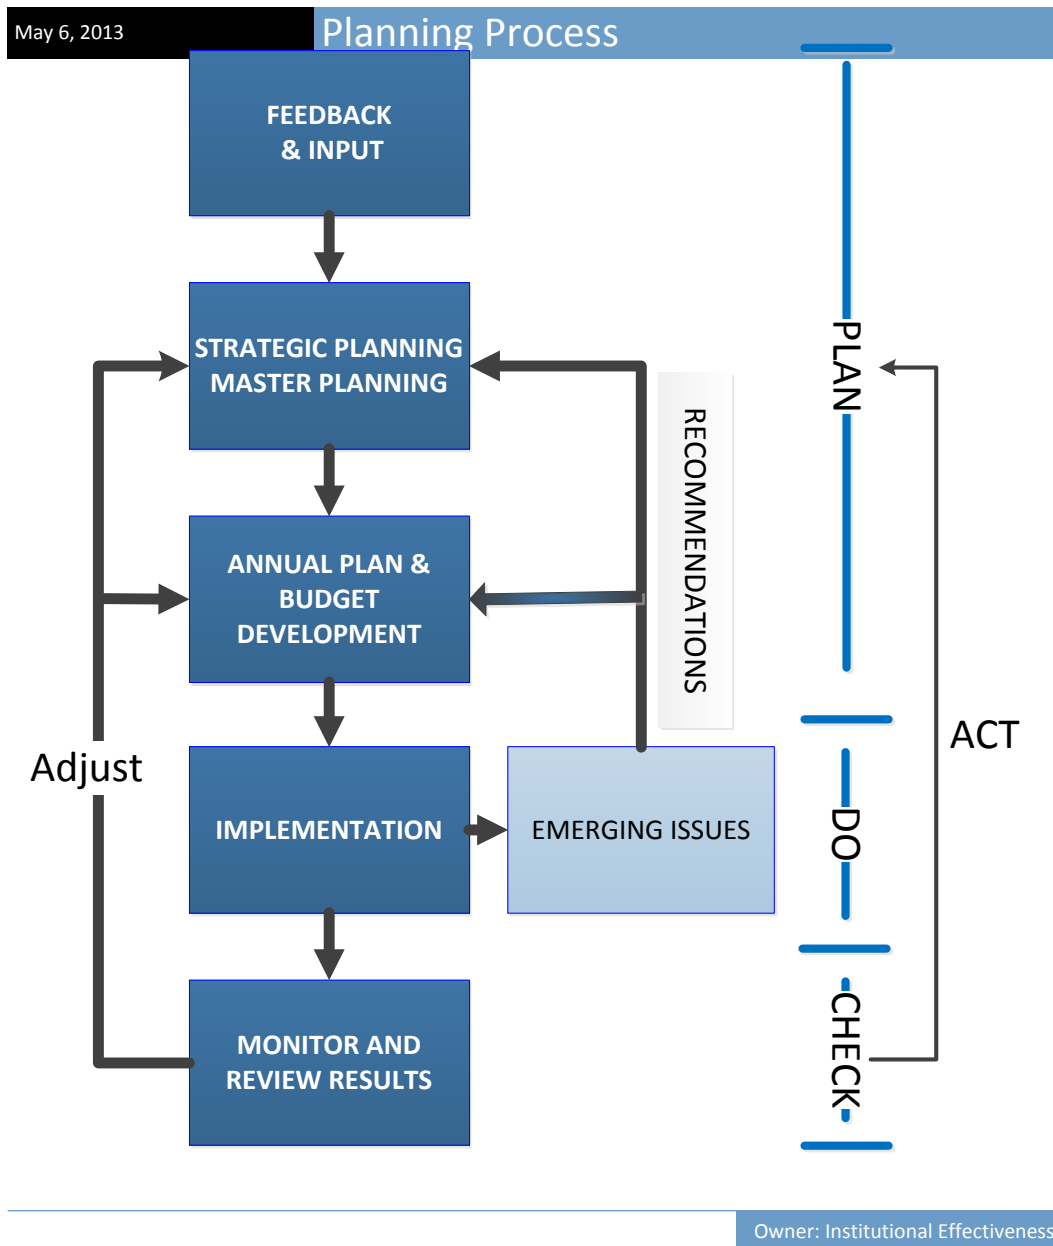 May 6, 2013
Planning Process
FEEDBACK
& INPUT
STRATEGIC PLANNING
MASTER PLANNING
ANNUAL PLAN &
BUDGET
DEVELOPMENT
IMPLEMENTATION
EMERGING ISSUES
MONITOR AND
REVIEW RESULTS
Adjust
RECOMMENDATIONS
PLAN
DO
CHECK
ACT
Owner: Institutional Effectiveness